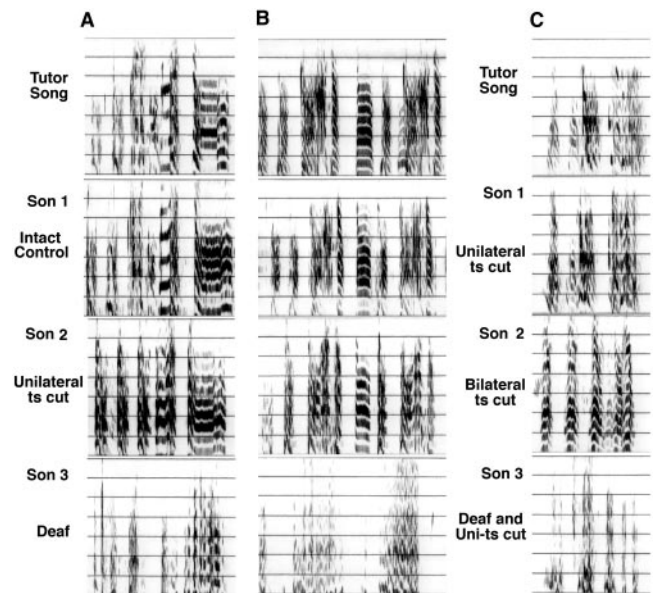 A
B
C
Tutor
Song
Tutor
Song
Son 1
Intact
Control
Son 1
Unilateral
ts cut
Son 2
Unilateral
ts cut
Son 2
Bilateral
ts cut
Son 3
Deaf
Son 3
Deaf and
Uni-ts cut